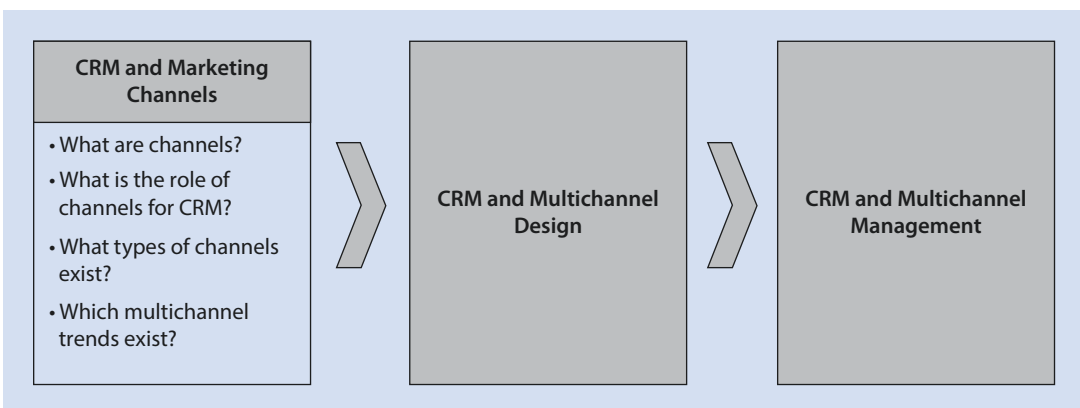 CRM and Marketing
Channels
• What are channels?
• What is the role of
channels for CRM?
• What types of channels
exist?
• Which multichannel
trends exist?
CRM and Multichannel
Design
CRM and Multichannel
Management